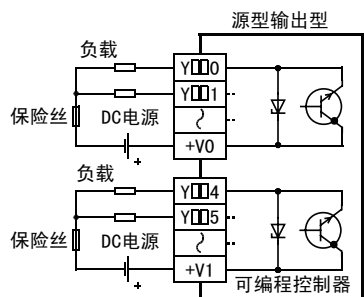 源型输出型
负载
Y□□0
Y□□1
保险丝
DC电源
+V0
+
负载
Y□□4
Y□□5
保险丝
DC电源
+V1
+
可编程控制器